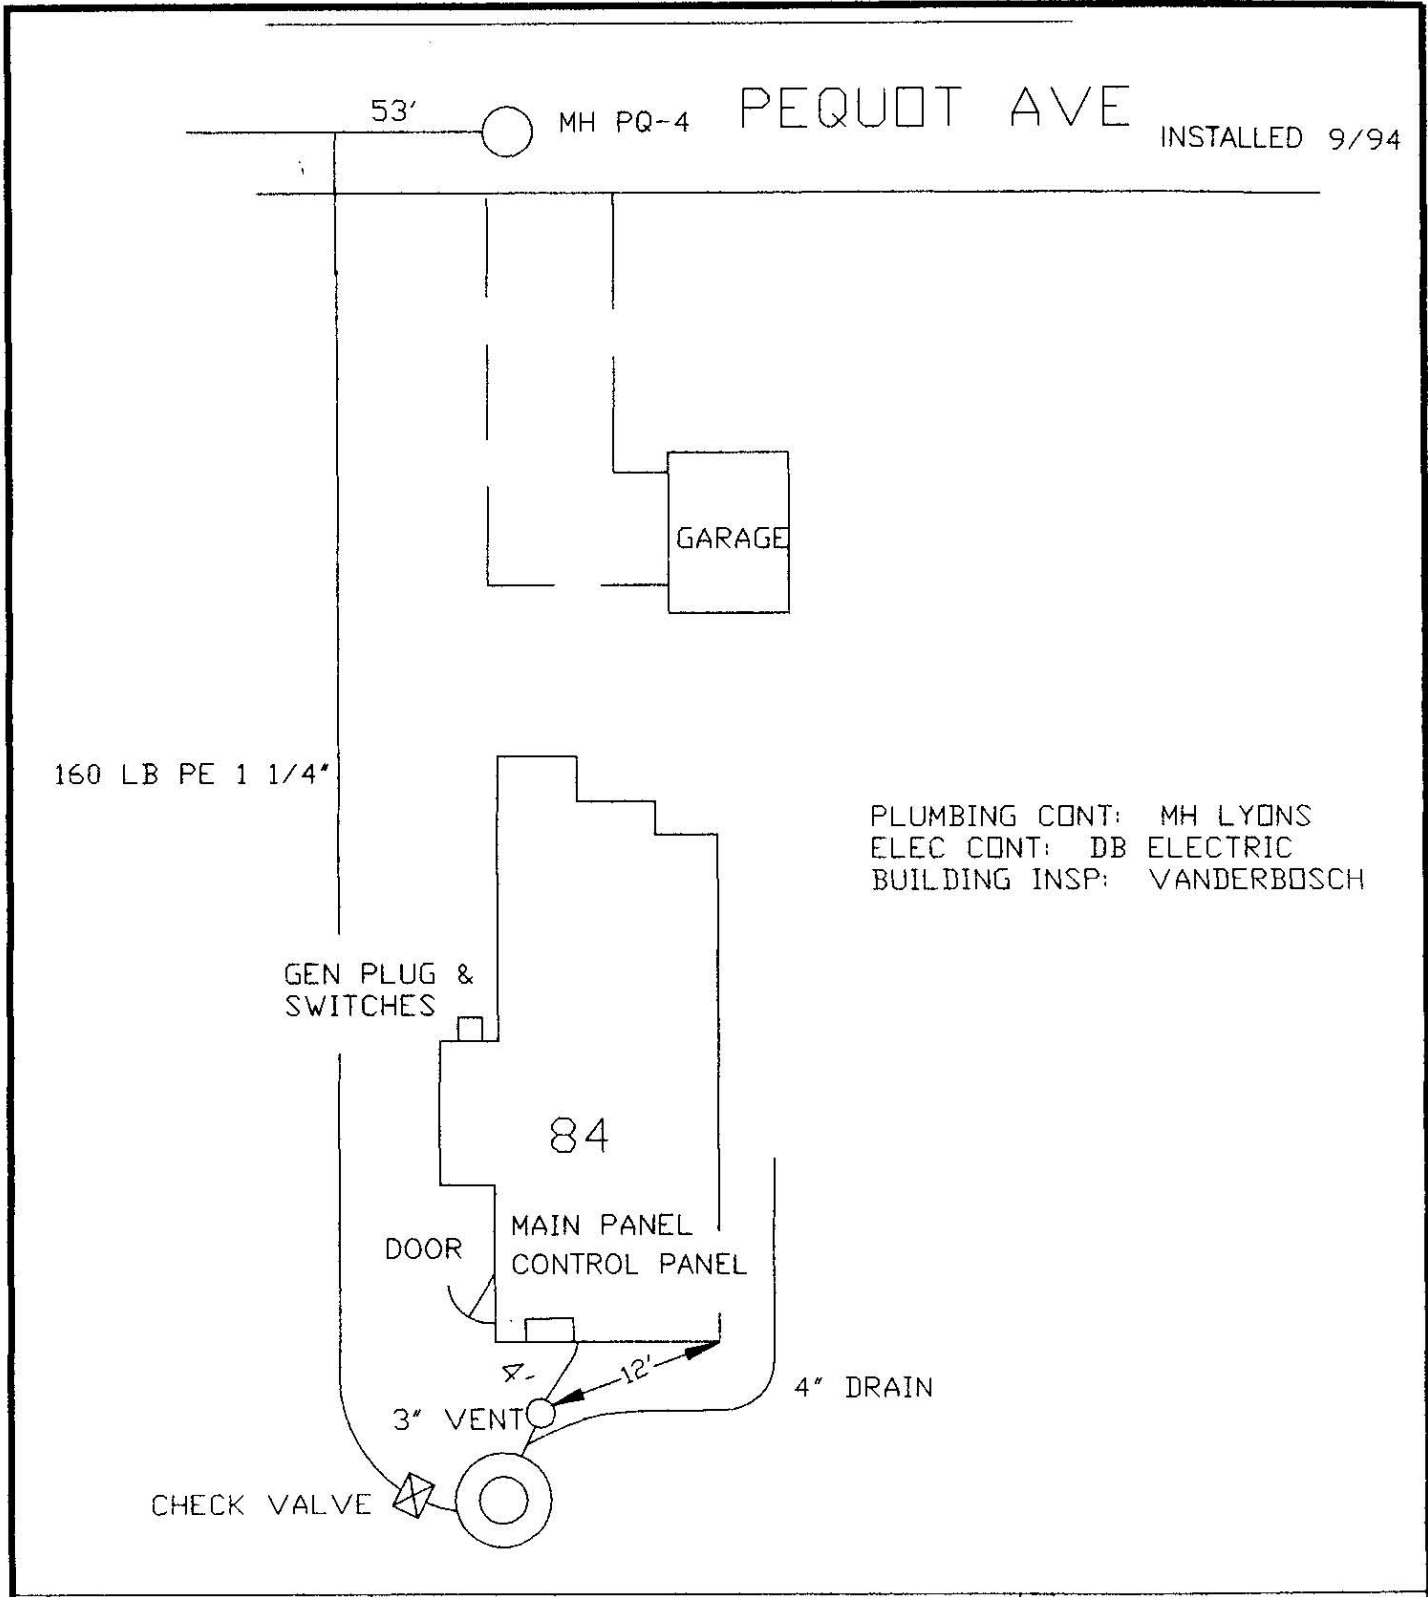 53'
MH PQ-4
PEQUOT AVE
INSTALLED 9/94
GARAGE
160 LB PE 1 1/4"
PLUMBING CONT: MH LYONS
ELEC CONT: DB ELECTRIC
BUILDING INSP: VANDERBOSCH
GEN PLUG &
SWITCHES
84
MAIN PANEL
CONTROL PANEL
DOOR
4'
12'
4" DRAIN
3" VENT
CHECK VALVE